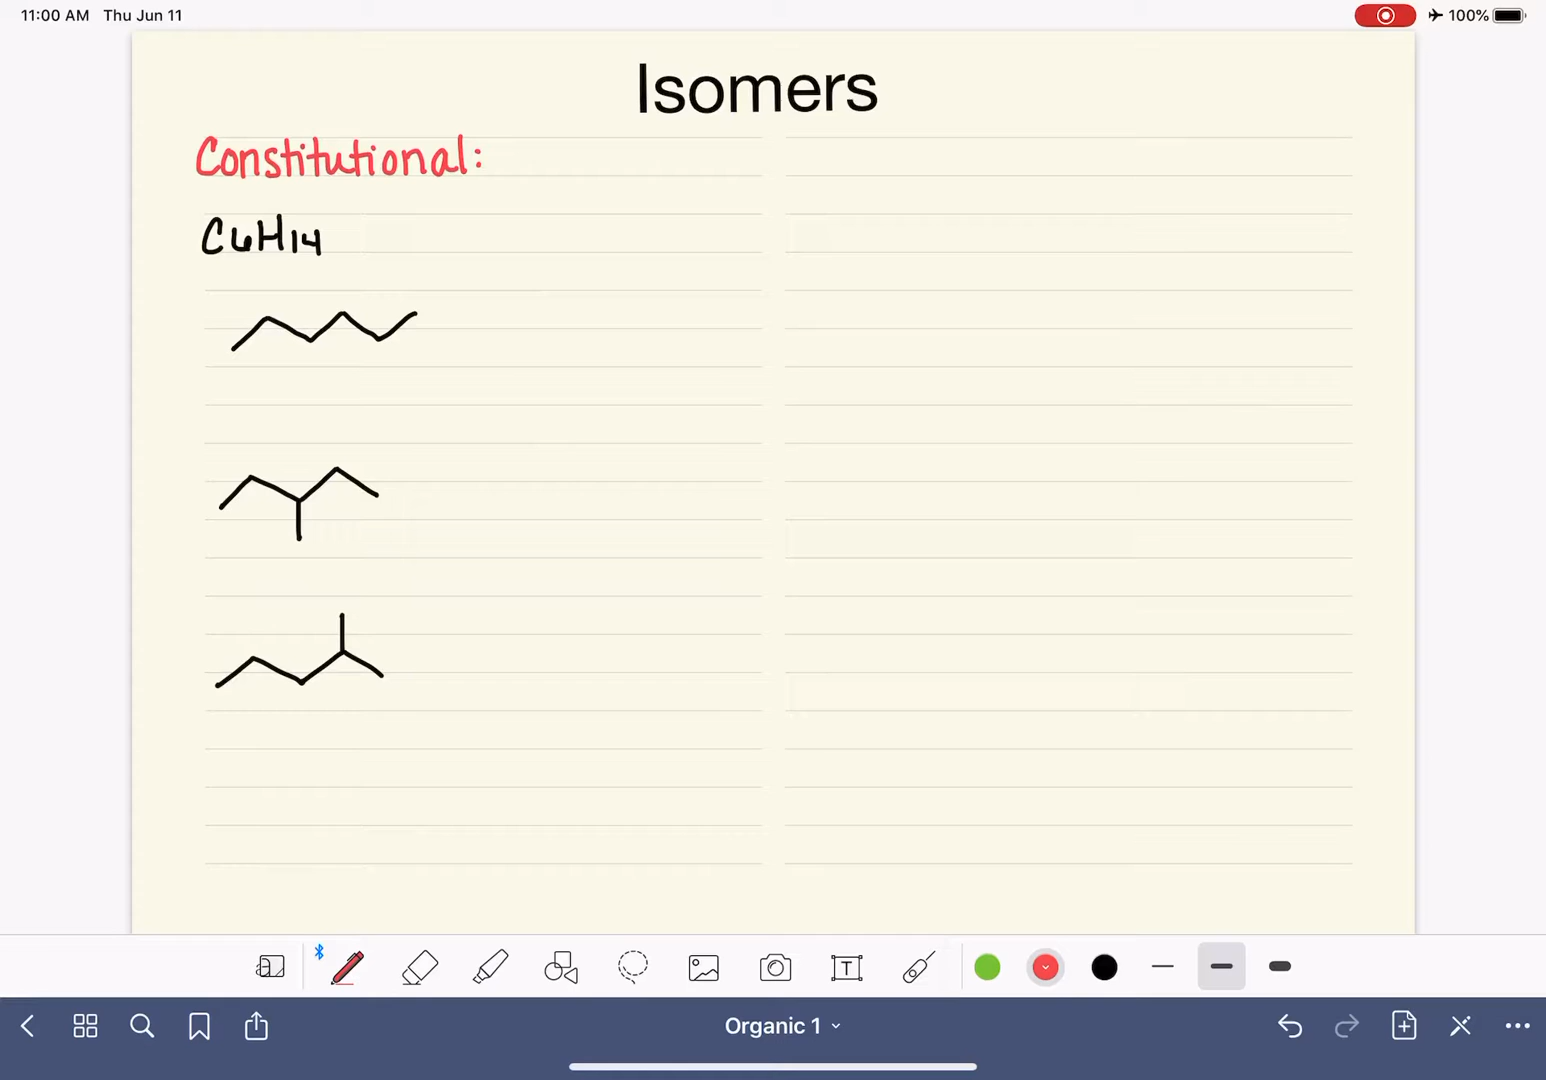 11:00 AM Thu Jun 11
100%
Isomers
Constitutional:
C6H14
T
Organic 1